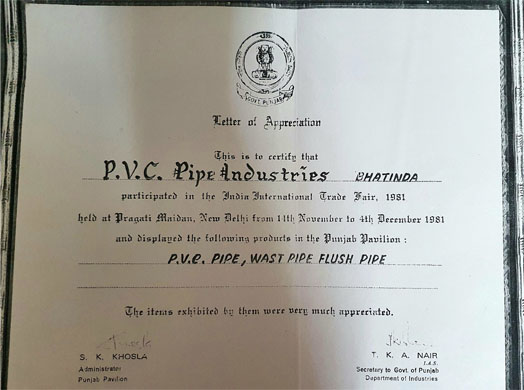 GOVT. PUNJAB
Letter of Appreciation
This is to certify that
P.V.C. Pipe Industries BHATINDA
participated in the India International Trade Fair, 1981
held at Pragati Maidan, New Delhi from 14th November to 4th December 1981
and displayed the following products in the Punjab Pavilion :
P.V.C. PIPE, WAST PIPE FLUSH PIPE
The items exhibited by them were very much appreciated.
S. K. KHOSLA
Administrator
Punjab Pavilion
T. K. A. NAIR
I.A.S.
Secretary to Govt. of Punjab
Department of Industries